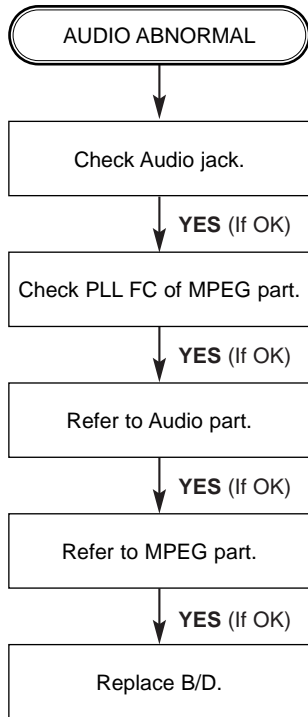 AUDIO ABNORMAL
Check Audio jack.
YES (If OK)
Check PLL FC of MPEG part.
YES (If OK)
Refer to Audio part.
YES (If OK)
Refer to MPEG part.
YES (If OK)
Replace B/D.